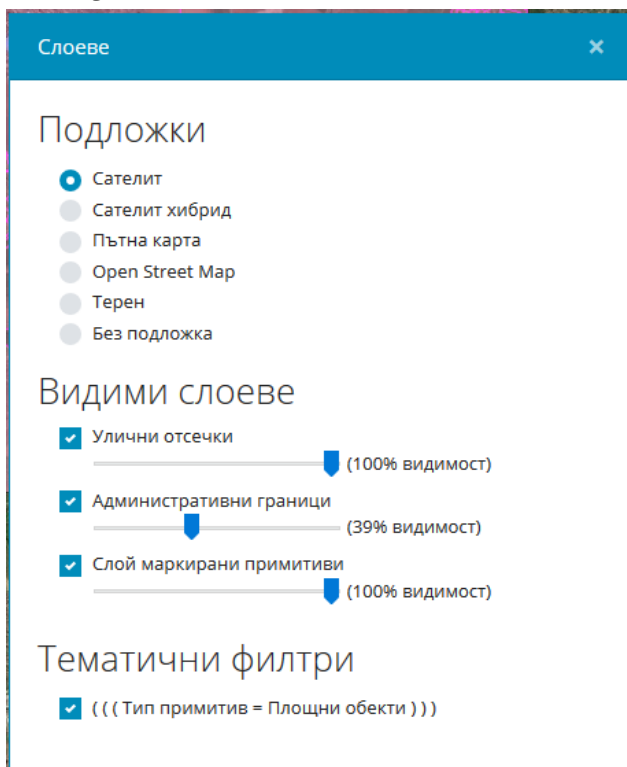 Слоеве
Подложки
Сателит
Сателит хибрид
Пътна карта
Open Street Map
Терен
Без подложка
Видими слоеве
Улични отсечки
(100% видимост)
Административни граници
(39% видимост)
Слой маркирани примитиви
(100% видимост)
Тематични филтри
( ( ( Тип примитив = Площни обекти ) ) )